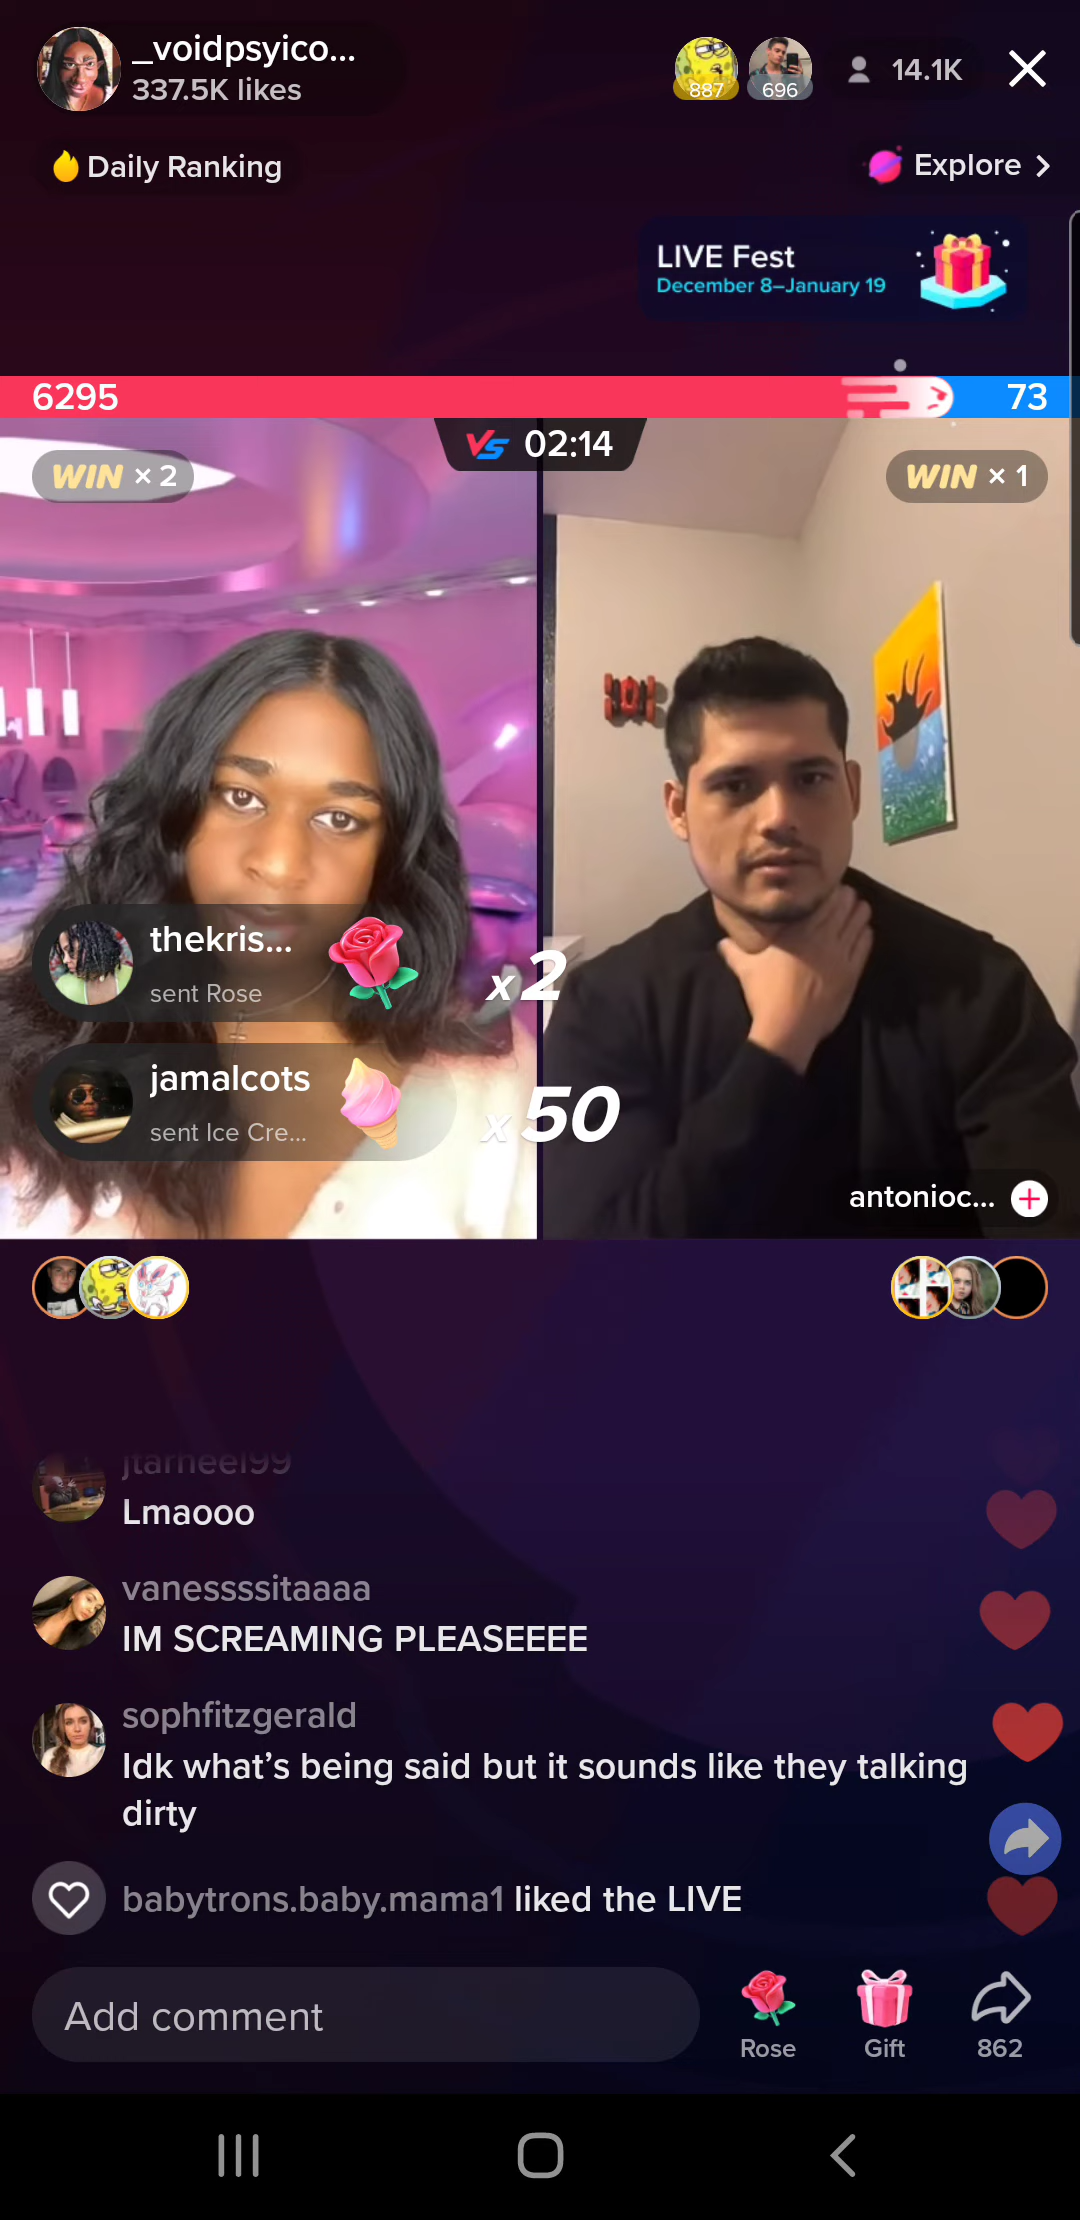 _voidpsyico...
337.5K likes
887
696
14.1K
Daily Ranking
Explore
LIVE Fest
December 8–January 19
6295
73
VS 02:14
WIN × 2
WIN × 1
thekris...
sent Rose
x2
jamalcots
sent Ice Cre...
x50
antonioc...
jtarheel99
Lmaooo
vanessssitaaaa
IM SCREAMING PLEASEEEE
sophfitzgerald
Idk what's being said but it sounds like they talking
dirty
babytrons.baby.mama1 liked the LIVE
Add comment
Rose
Gift
862